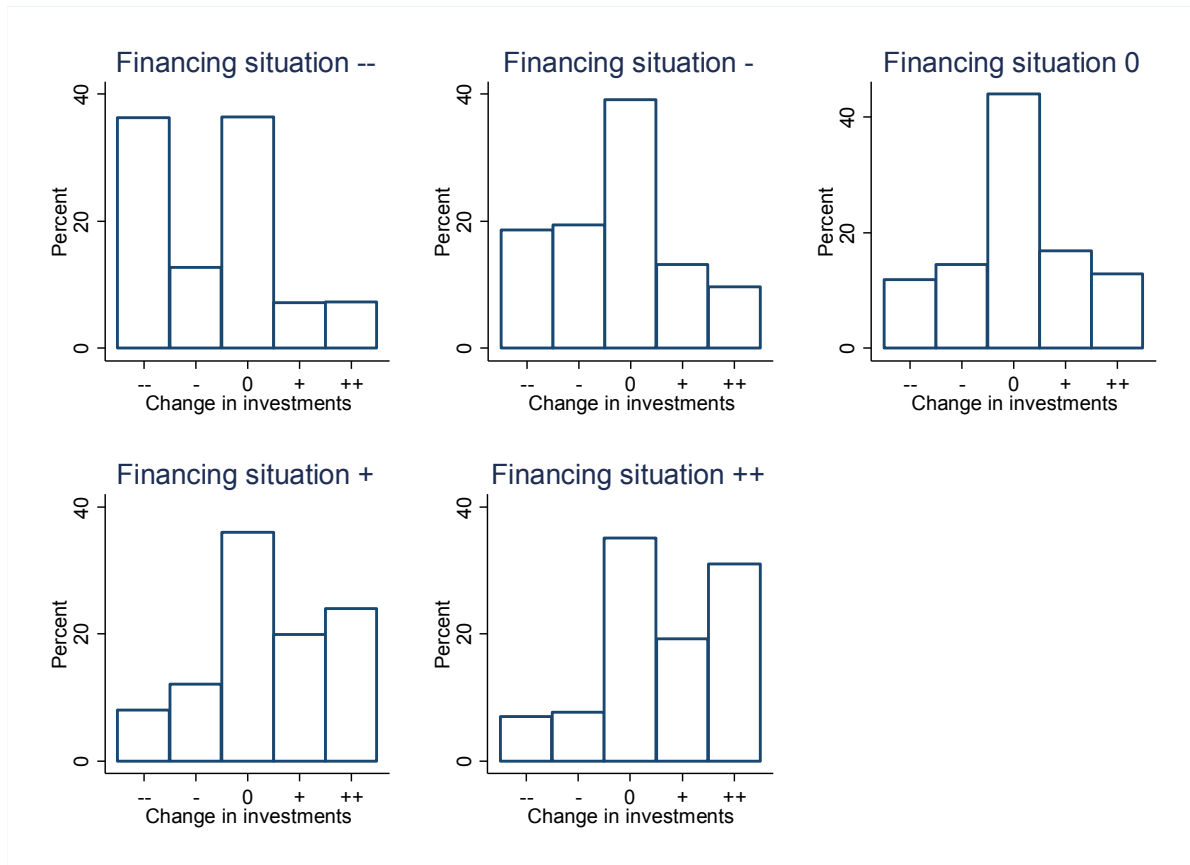 Financing situation --
40
20
0
Percent
-- - 0 + ++
Change in investments
Financing situation -
40
20
0
Percent
-- - 0 + ++
Change in investments
Financing situation 0
40
20
0
Percent
-- - 0 + ++
Change in investments
Financing situation +
40
20
0
Percent
-- - 0 + ++
Change in investments
Financing situation ++
40
20
0
Percent
-- - 0 + ++
Change in investments